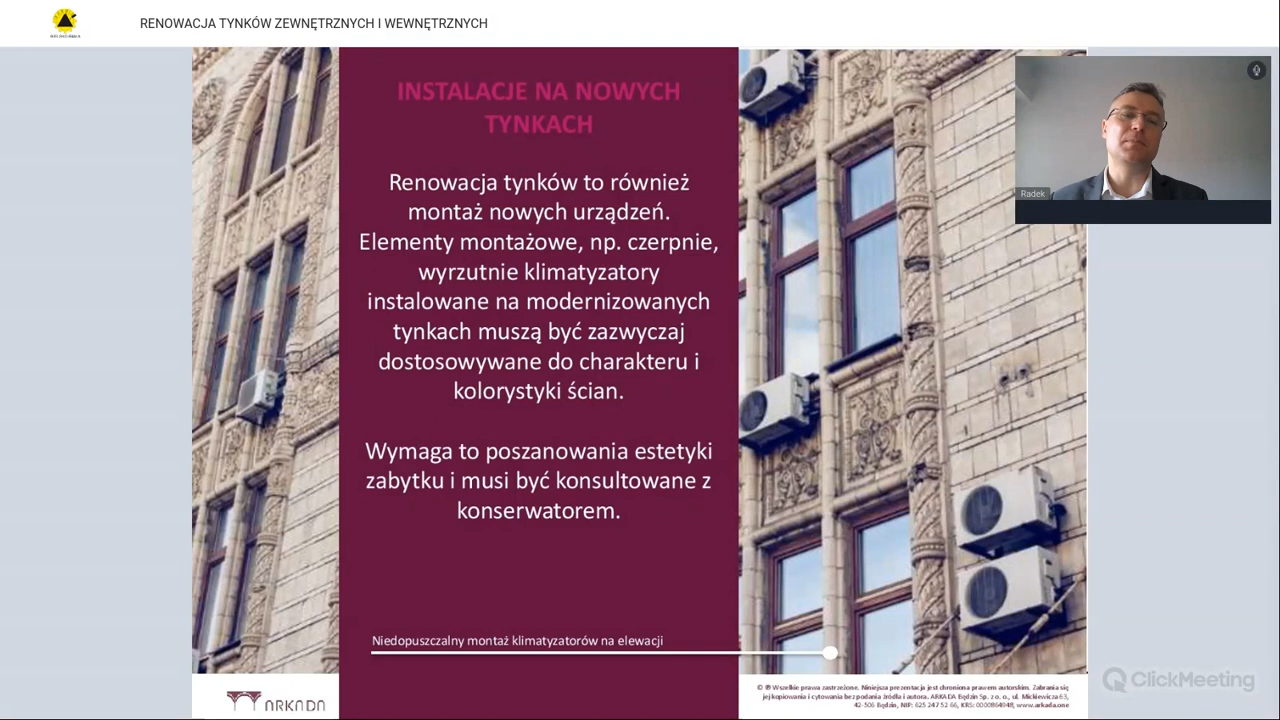 RENOWACJA TYNKÓW ZEWNĘTRZNYCH I WEWNĘTRZNYCH
INSTALACJE NA NOWYCH
TYNKACH
Renowacja tynków to również
montaż nowych urządzeń.
Elementy montażowe, np. czerpnie,
wyrzutnie klimatyzatory
instalowane na modernizowanych
tynkach muszą być zazwyczaj
dostosowywane do charakteru i
kolorystyki ścian.
Wymaga to poszanowania estetyki
zabytku i musi być konsultowane z
konserwatorem.
Niedopuszczalny montaż klimatyzatorów na elewacji
Radek
ARKADA
© ℗ Wszelkie prawa zastrzeżone. Niniejsza prezentacja jest chroniona prawem autorskim. Zabrania się
jej kopiowania i cytowania bez podania źródła i autora. ARKADA Będzin Sp. z o. o., ul. Mickiewicza 63,
42-506 Będzin, NIP: 625 247 52 66, KRS: 0000864048, www.arkada.one
ClickMeeting